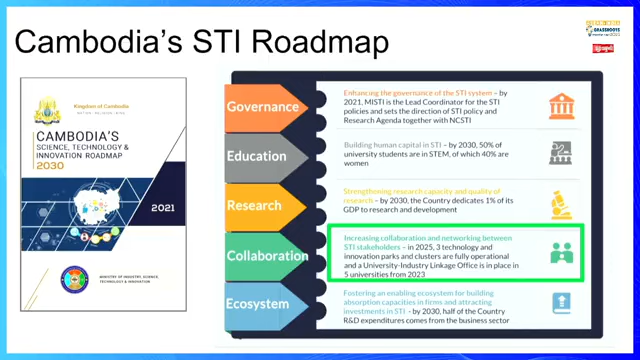 Cambodia's STI Roadmap
Kingdom of Cambodia
CAMBODIA'S
SCIENCE, TECHNOLOGY &
INNOVATION ROADMAP
2030
2021
MINISTRY OF INDUSTRY, SCIENCE,
TECHNOLOGY & INNOVATION
Governance
Enhancing the governance of the STI system – by
2021, MISTI is the Lead Coordinator for the STI
policies and sets the direction of STI policy and
Research Agenda together with NCSTI
Education
Building human capital in STI – by 2030, 50% of
university students are in STEM, of which 40% are
women
Research
Strengthening research capacity and quality of
research – by 2030, the Country dedicates 1% of its
GDP to research and development
Collaboration
Increasing collaboration and networking between
STI stakeholders – in 2025, 3 technology and
innovation parks and clusters are fully operational
and a University-Industry Linkage Office is in place in
5 universities from 2023
Ecosystem
Fostering an enabling ecosystem for building
absorption capacities in firms and attracting
investments in STI - by 2030, half of the Country
R&D expenditures comes from the business sector